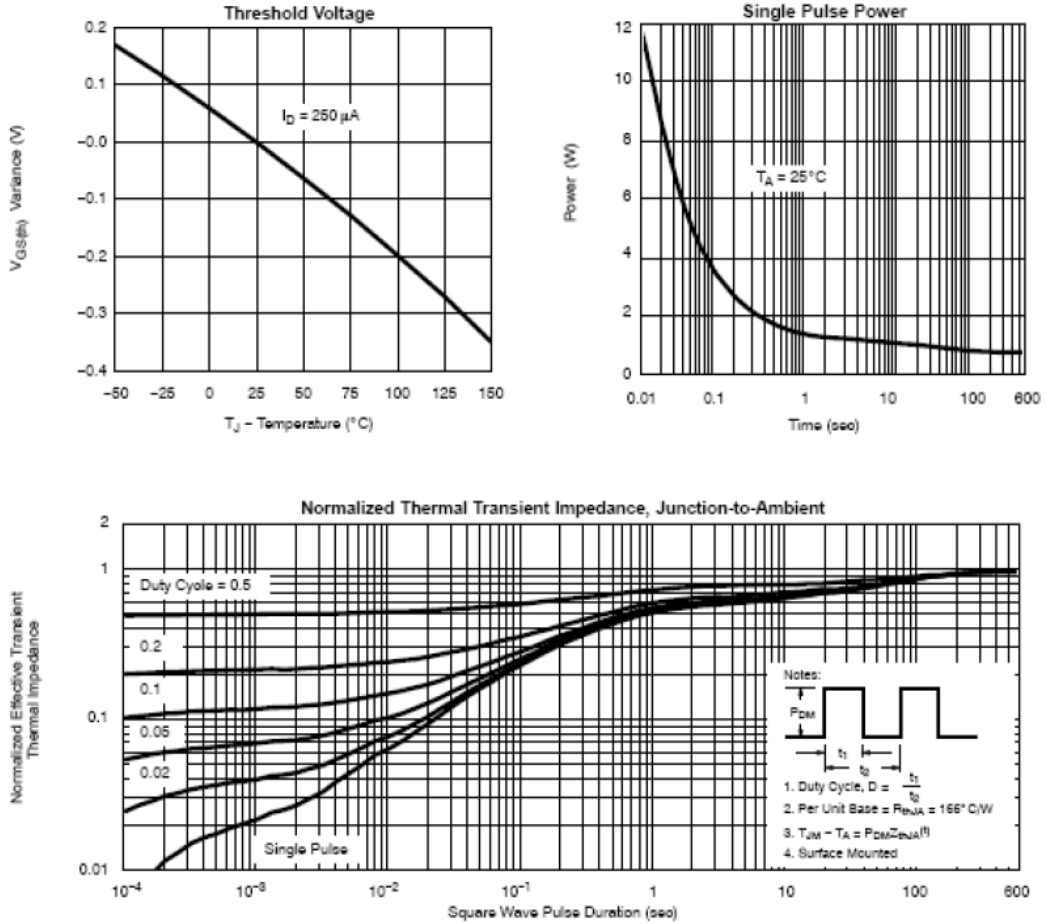 Threshold Voltage
0.2
0.1
–0.0
–0.1
–0.2
–0.3
–0.4
V_GS(th) Variance (V)
I_D = 250 µA
–50 –25 0 25 50 75 100 125 150
T_J – Temperature (°C)
Single Pulse Power
12
10
8
6
4
2
0
Power (W)
T_A = 25°C
0.01 0.1 1 10 100 600
Time (sec)
Normalized Thermal Transient Impedance, Junction-to-Ambient
2
1
0.1
0.01
Normalized Effective Transient
Thermal Impedance
Duty Cycle = 0.5
0.2
0.1
0.05
0.02
Single Pulse
Notes:
P_DM
t_1
t_2
1. Duty Cycle, D = t_1/t_2
2. Per Unit Base = R_thJA = 166°C/W
3. T_JM – T_A = P_DM Z_thJA(t)
4. Surface Mounted
10⁻⁴ 10⁻³ 10⁻² 10⁻¹ 1 10 100 600
Square Wave Pulse Duration (sec)